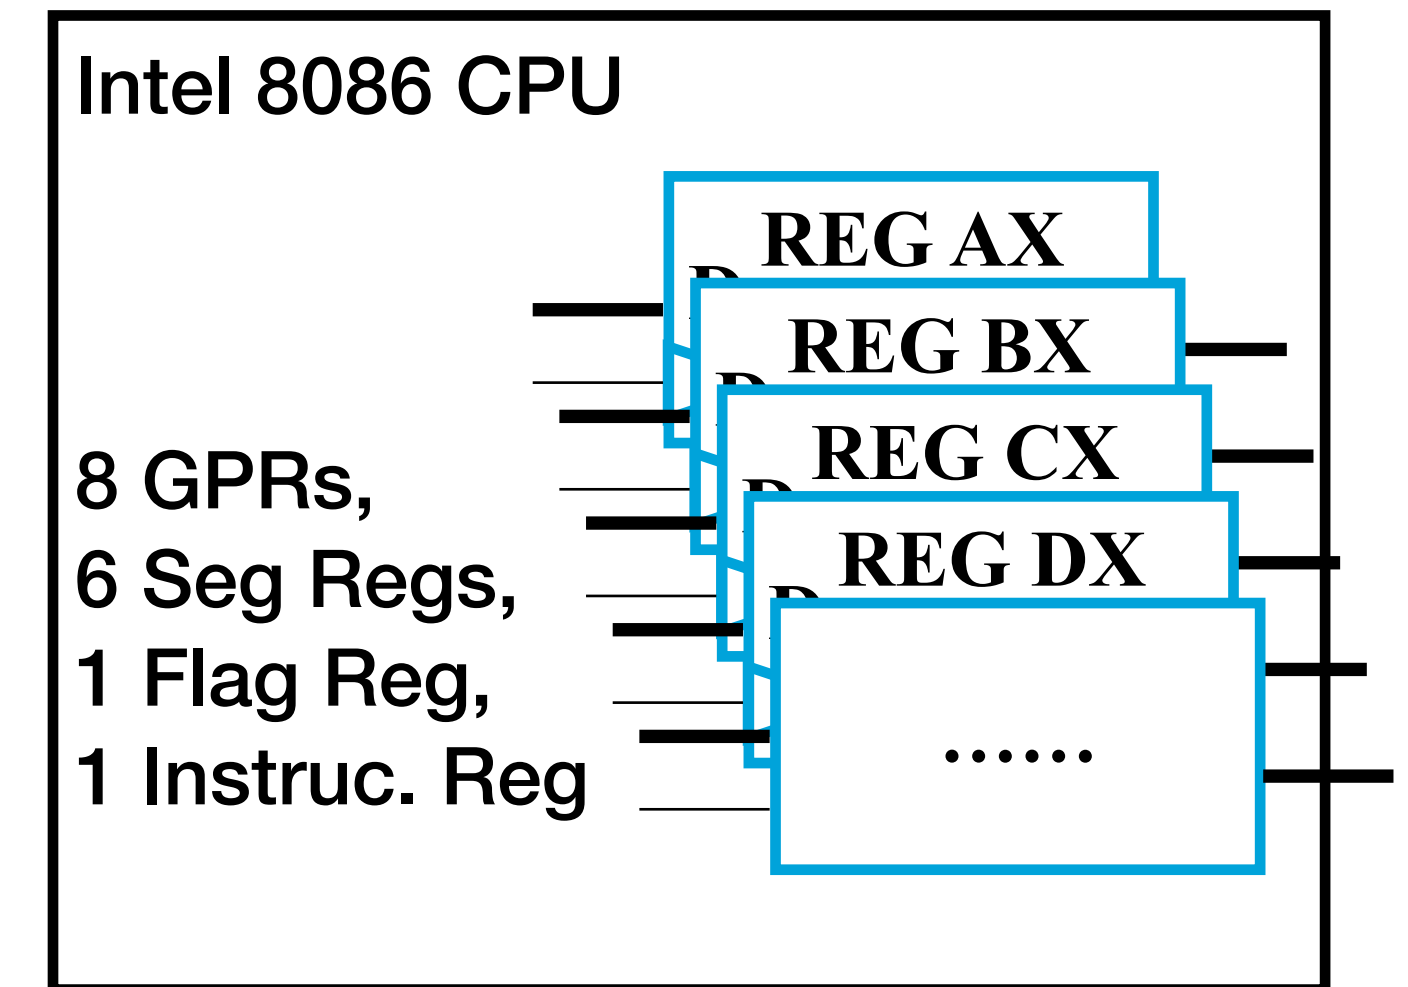 Intel 8086 CPU
REG AX
REG BX
REG CX
REG DX
......
8 GPRs,
6 Seg Regs,
1 Flag Reg,
1 Instruc. Reg